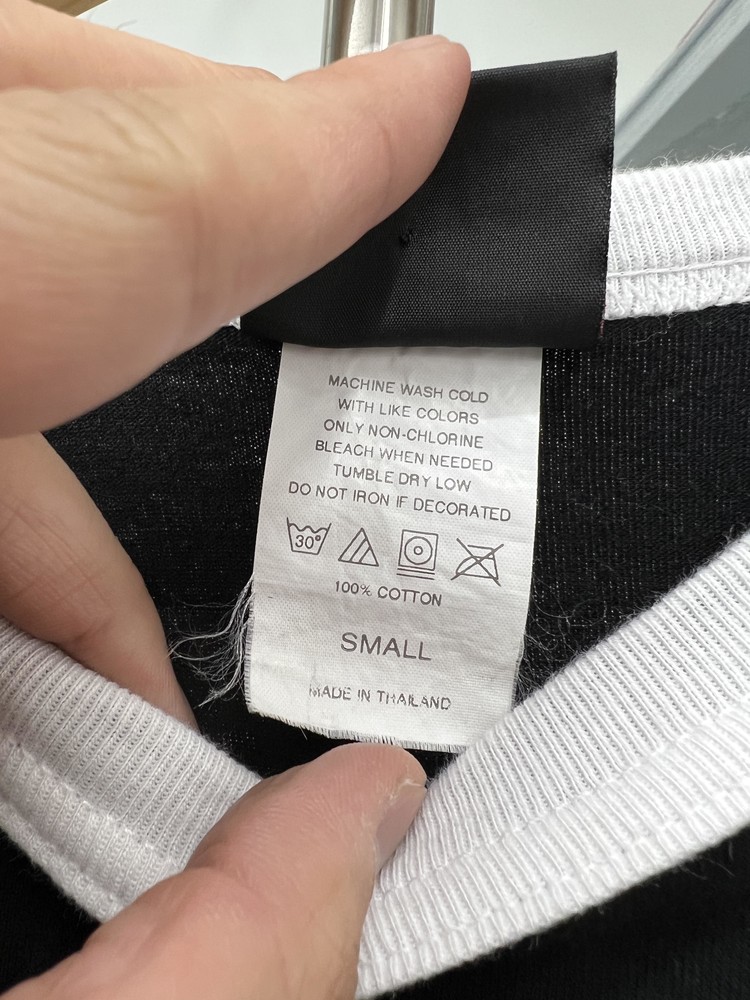 MACHINE WASH COLD
WITH LIKE COLORS
ONLY NON-CHLORINE
BLEACH WHEN NEEDED
TUMBLE DRY LOW
DO NOT IRON IF DECORATED
30°
100% COTTON
SMALL
MADE IN THAILAND